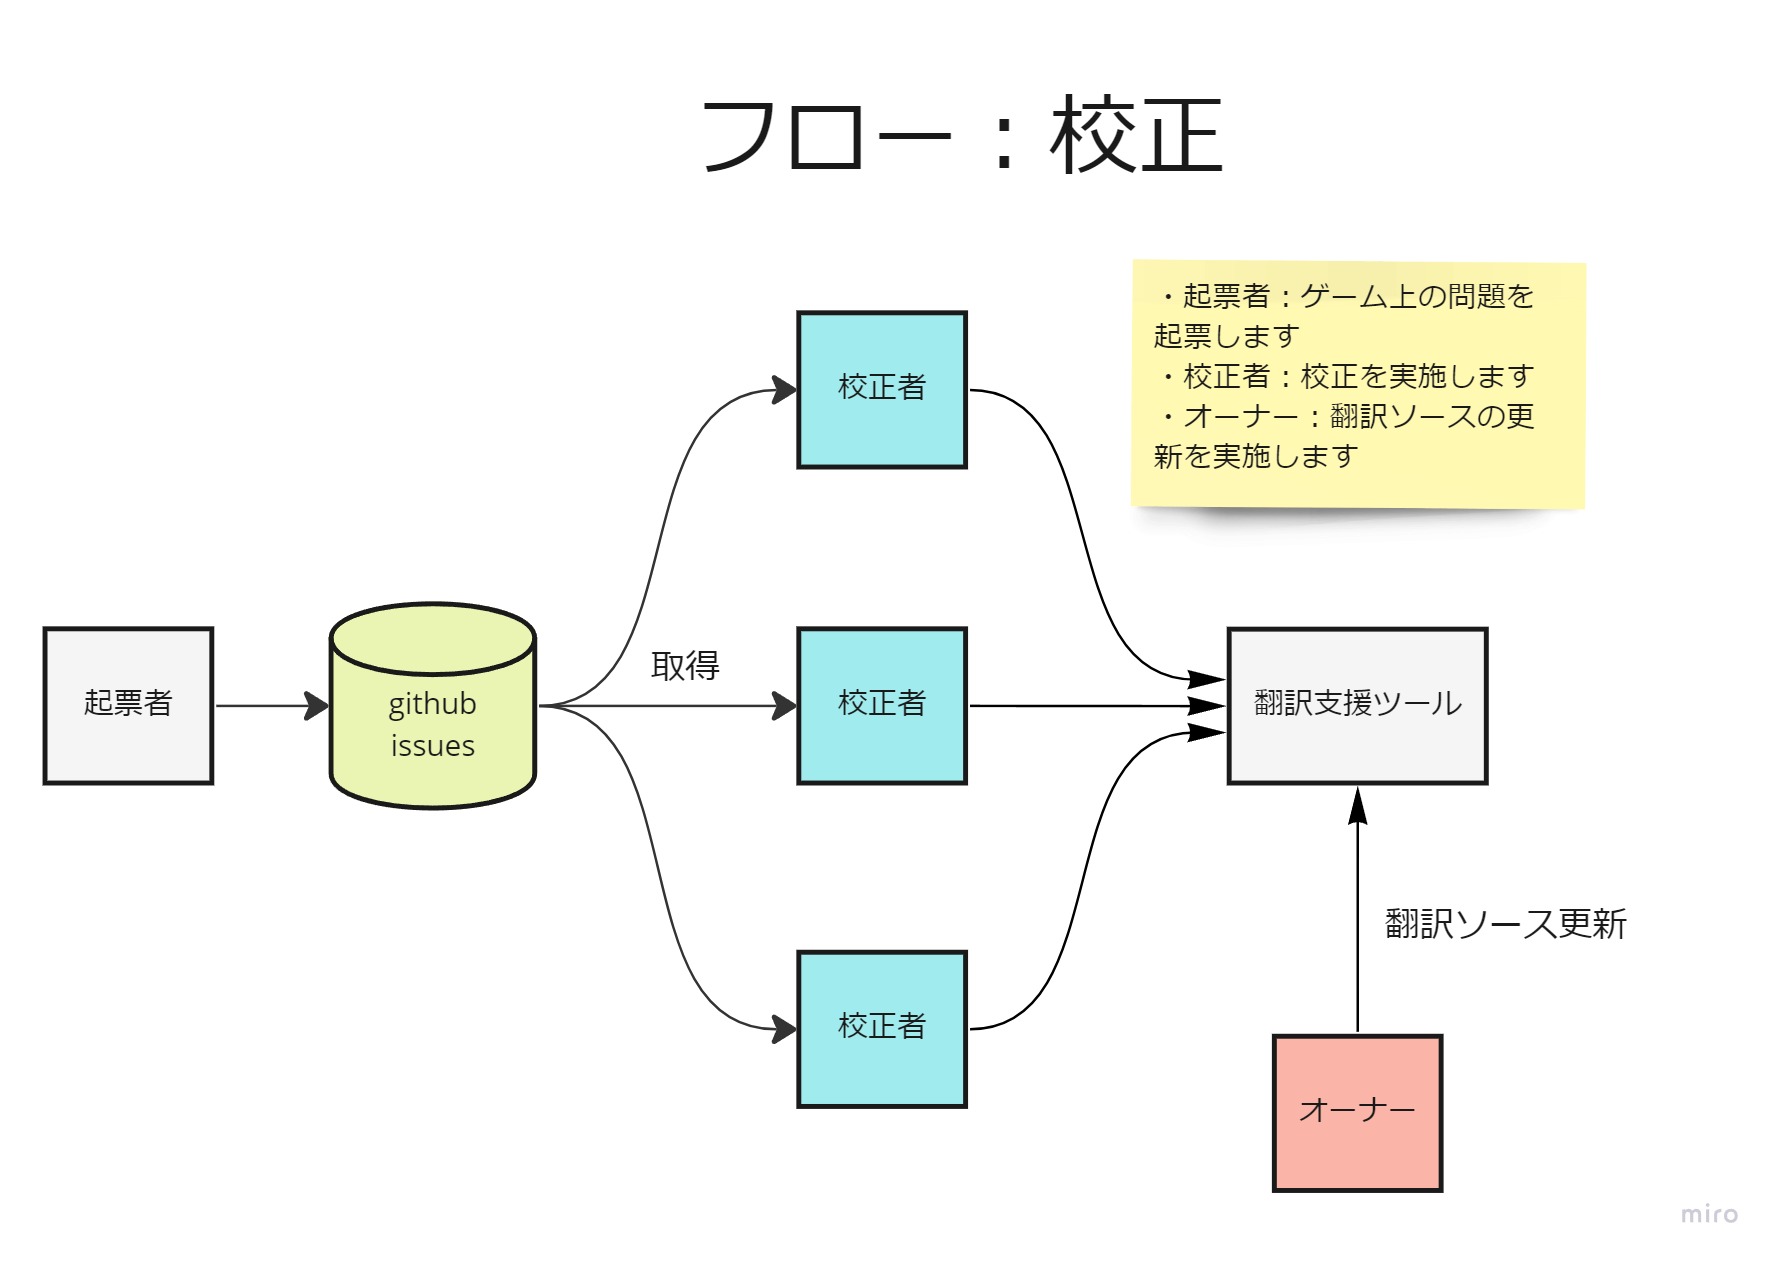 フロー：校正
・起票者：ゲーム上の問題を
起票します
・校正者：校正を実施します
・オーナー：翻訳ソースの更
新を実施します
校正者
取得
起票者
github
issues
校正者
翻訳支援ツール
翻訳ソース更新
校正者
オーナー
miro